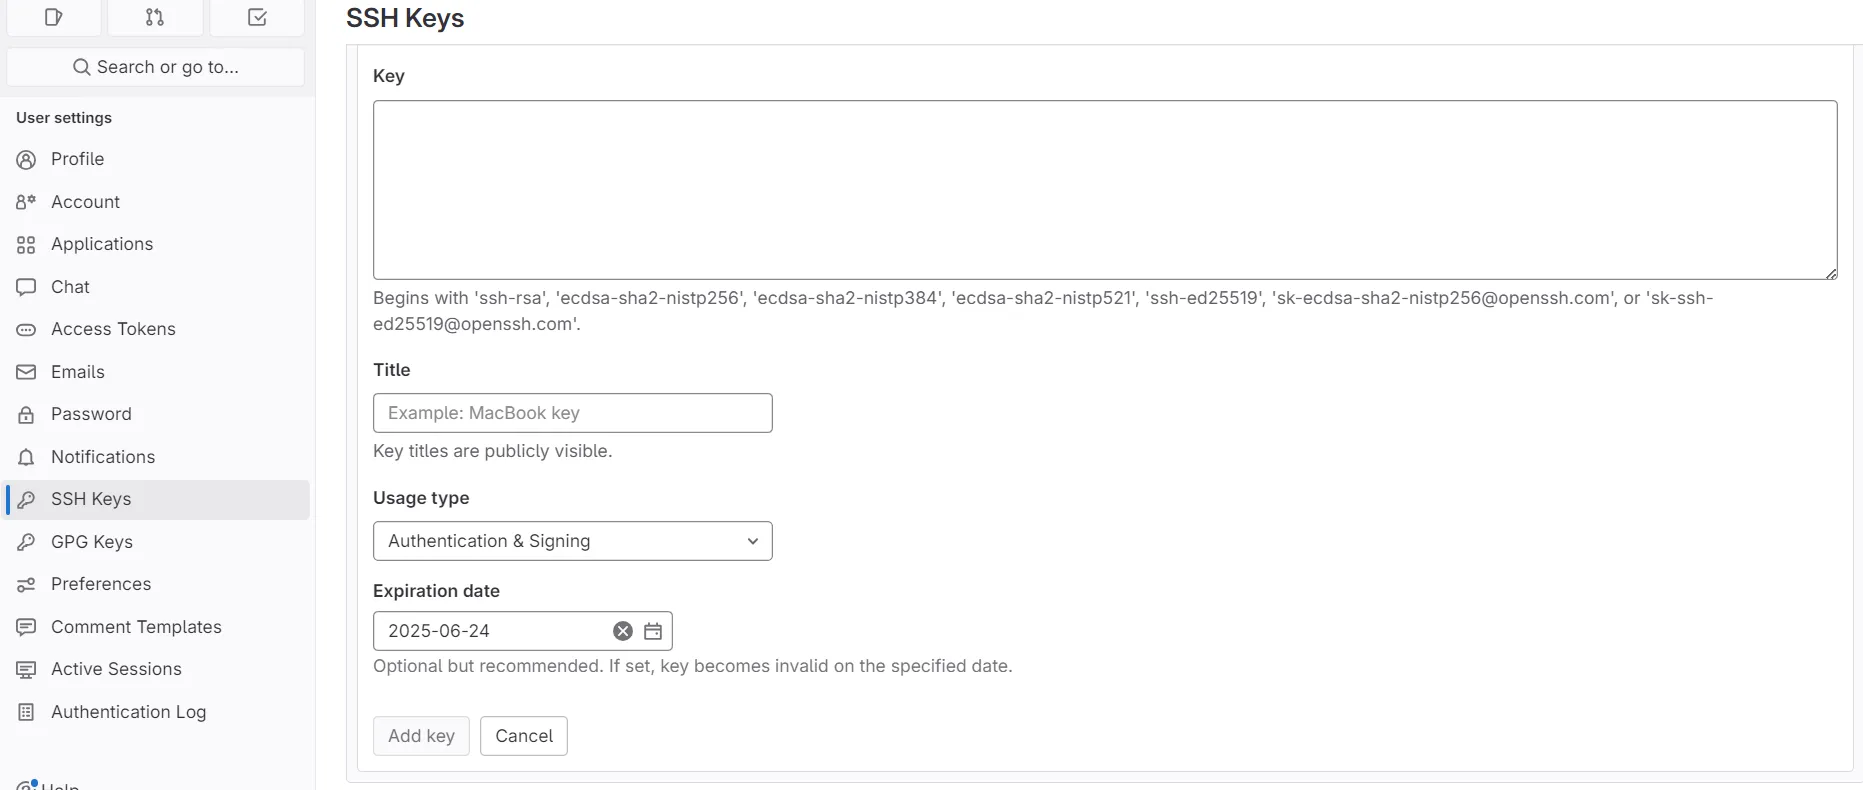 SSH Keys
Search or go to...
User settings
Profile
Account
Applications
Chat
Access Tokens
Emails
Password
Notifications
SSH Keys
GPG Keys
Preferences
Comment Templates
Active Sessions
Authentication Log
Help
Key
Begins with 'ssh-rsa', 'ecdsa-sha2-nistp256', 'ecdsa-sha2-nistp384', 'ecdsa-sha2-nistp521', 'ssh-ed25519', 'sk-ecdsa-sha2-nistp256@openssh.com', or 'sk-ssh-
ed25519@openssh.com'.
Title
Example: MacBook key
Key titles are publicly visible.
Usage type
Authentication & Signing
Expiration date
2025-06-24
Optional but recommended. If set, key becomes invalid on the specified date.
Add key
Cancel